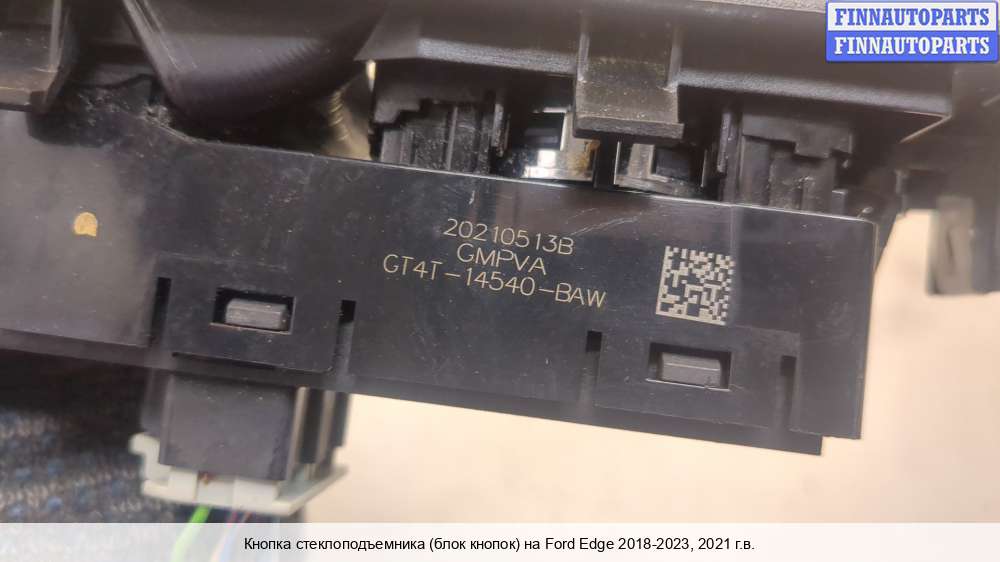 FINNAUTOPARTS
FINNAUTOPARTS
20210513B
GMPVA
GT4T-14540-BAW
Кнопка стеклоподъемника (блок кнопок) на Ford Edge 2018-2023, 2021 г.в.